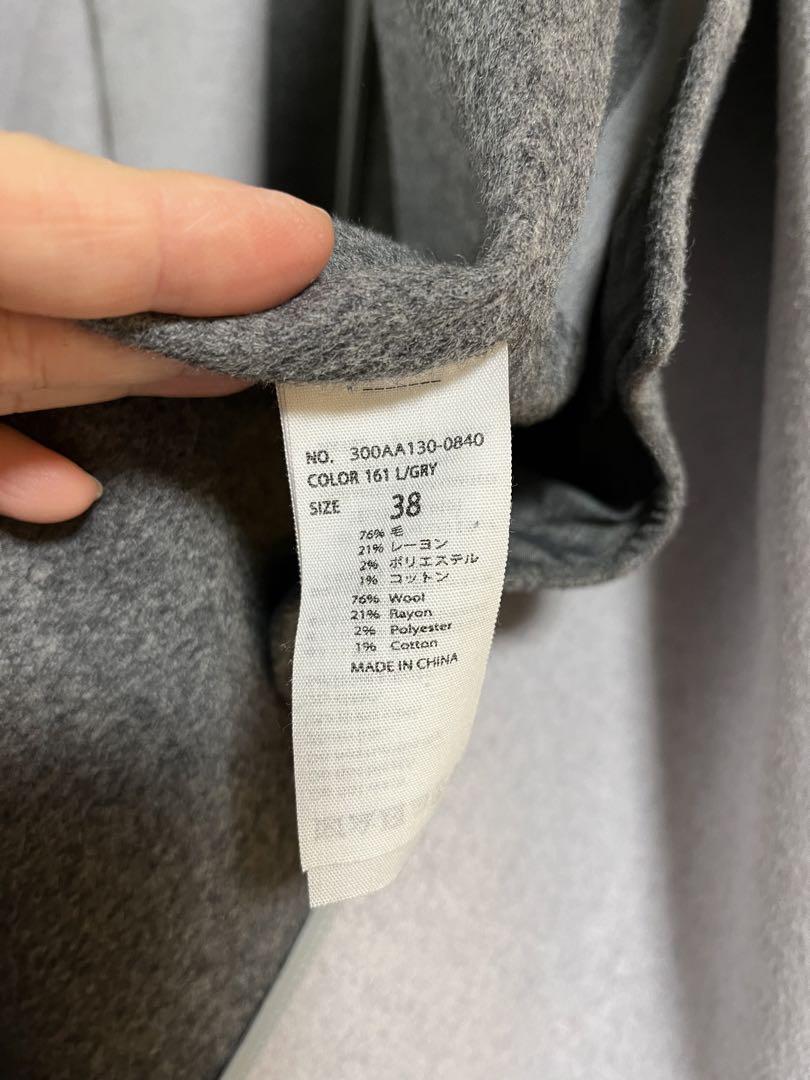 NO. 300AA130-0840
COLOR 161 L/GRY
SIZE 38
76% 毛
21% レーヨン
2% ポリエステル
1% コットン
76% Wool
21% Rayon
2% Polyester
1% Cotton
MADE IN CHINA